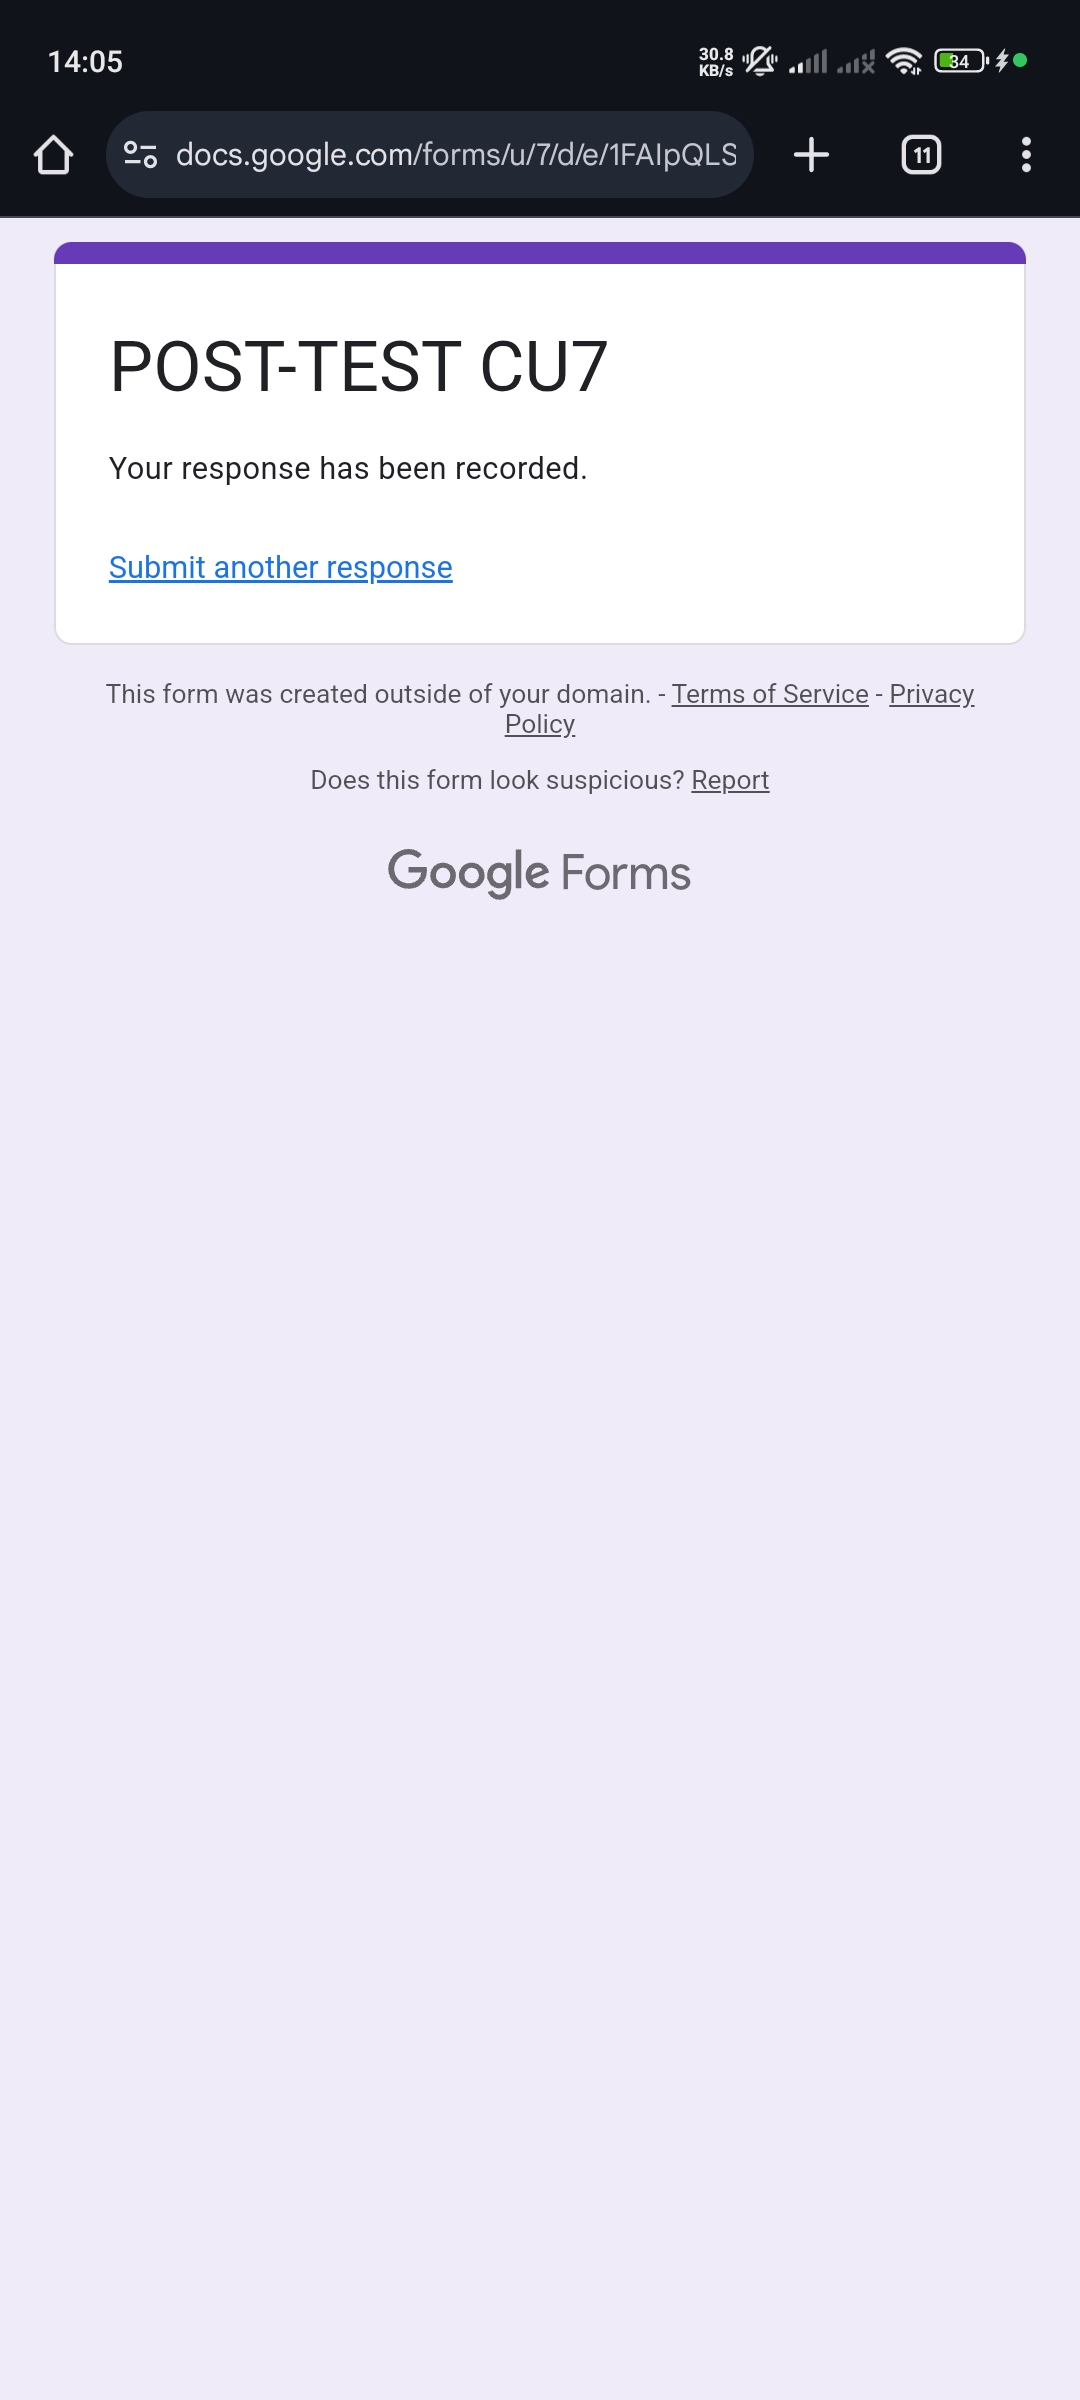 14:05
30.8
KB/s
34
docs.google.com/forms/u/7/d/e/1FAIpQLS
11
POST-TEST CU7
Your response has been recorded.
Submit another response
This form was created outside of your domain. - Terms of Service - Privacy
Policy
Does this form look suspicious? Report
Google Forms